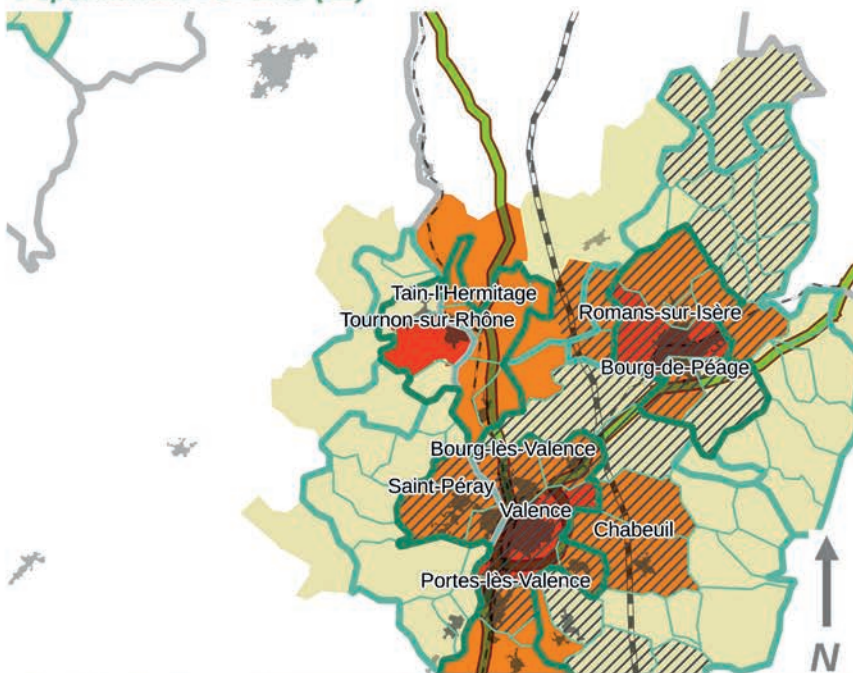 Tain-l'Hermitage
Tournon-sur-Rhône
Romans-sur-Isère
Bourg-de-Péage
Bourg-lès-Valence
Saint-Péray
Valence
Chabeuil
Portes-lès-Valence
N